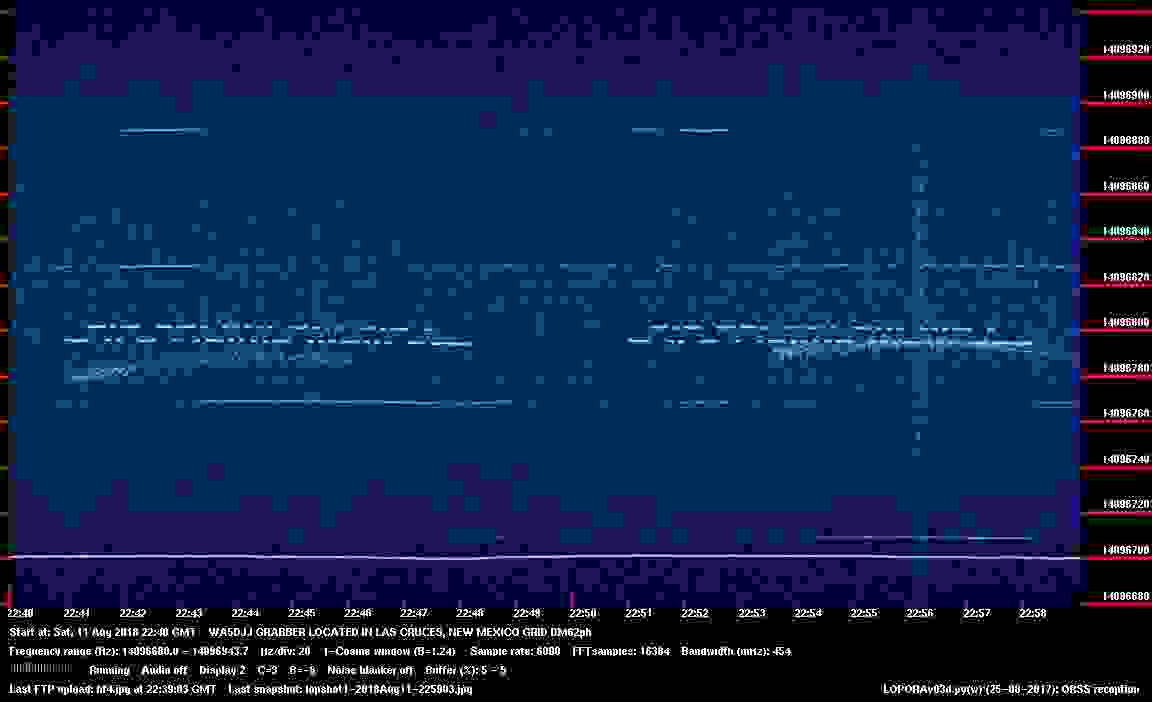 14096920
14096900
14096880
14096860
14096840
14096820
14096800
14096780
14096760
14096740
14096720
14096700
14096680
22:40 22:41 22:42 22:43 22:44 22:45 22:46 22:47 22:48 22:49 22:50 22:51 22:52 22:53 22:54 22:55 22:56 22:57 22:58
Start at: Sat, 11 Aug 2018 22:40 GMT WA5DJJ GRABBER LOCATED IN LAS CRUCES, NEW MEXICO GRID DM62ph
Frequency range (Hz): 14096680.0 - 14096943.7 Hz/div: 20 1-Cosine window (B=1.24) Sample rate: 6000 FFTsamples: 16384 Bandwidth (mHz): 454
Running Audio off Display 2 C=3 Noise blanker off Buffer (%): 5 - 5
Last FTP upload: hf4.jpg at 22:39:03 GMT Last snapshot: lopshot1-2018Aug11-225903.jpg
LOPORAv03d.py(w) (25-08-2017): QRSS reception